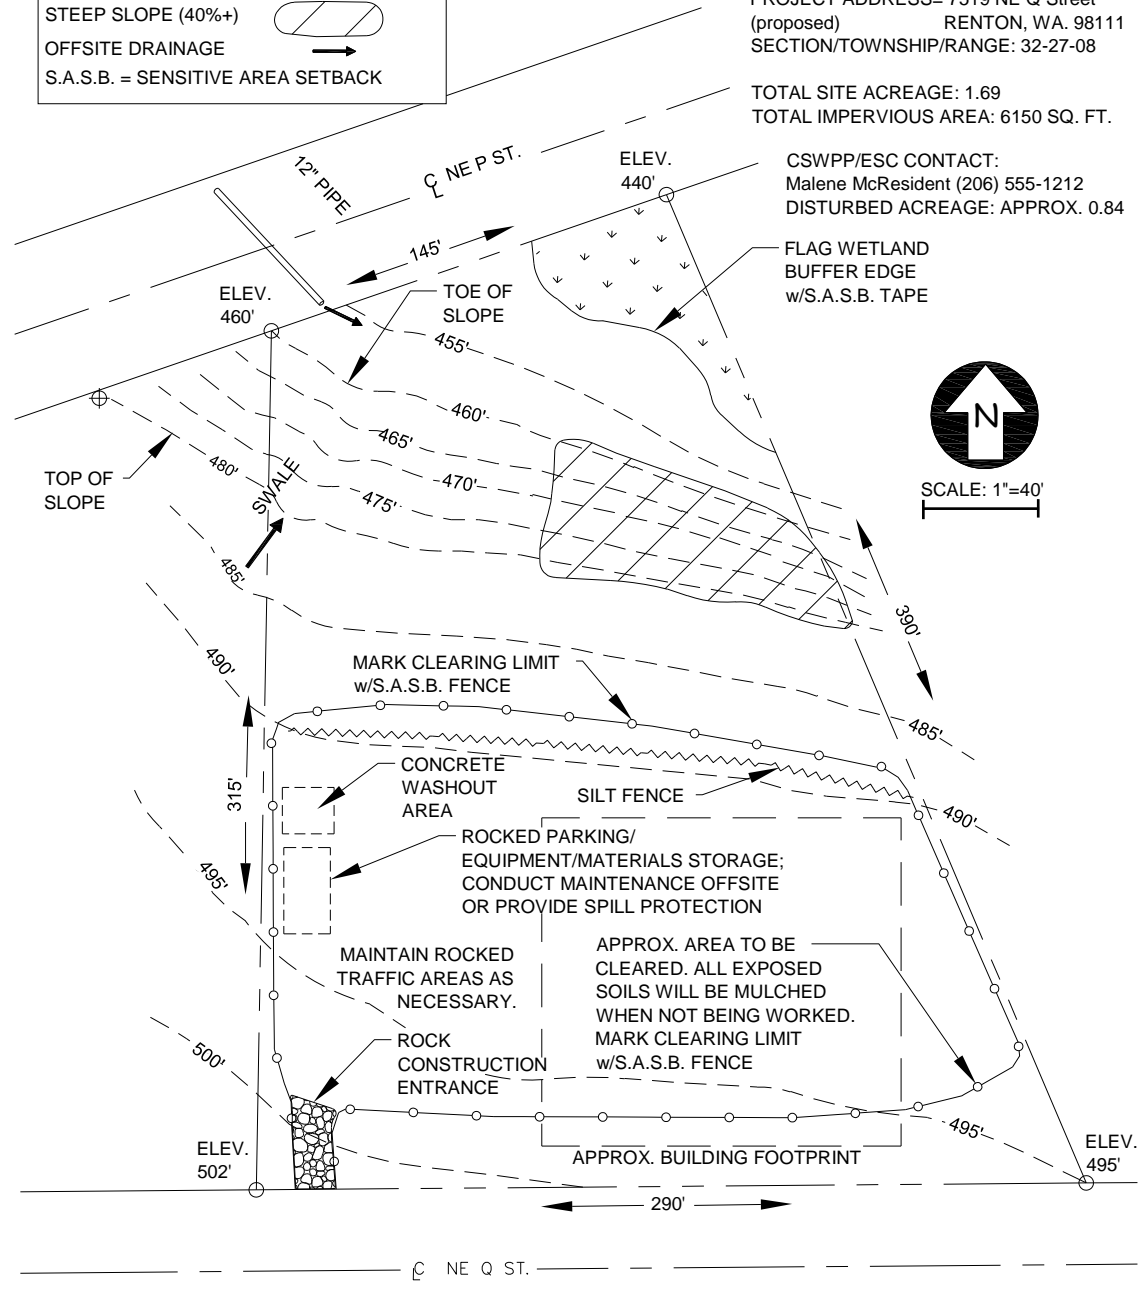 STEEP SLOPE (40%+)
OFFSITE DRAINAGE
S.A.S.B. = SENSITIVE AREA SETBACK
PROJECT ADDRESS= 7519 NE Q Street
(proposed) RENTON, WA. 98111
SECTION/TOWNSHIP/RANGE: 32-27-08
TOTAL SITE ACREAGE: 1.69
TOTAL IMPERVIOUS AREA: 6150 SQ. FT.
CSWPP/ESC CONTACT:
Malene McResident (206) 555-1212
DISTURBED ACREAGE: APPROX. 0.84
12" PIPE
CL NE P ST.
ELEV.
440'
145'
FLAG WETLAND
BUFFER EDGE
w/S.A.S.B. TAPE
ELEV.
460'
TOE OF
SLOPE
455'
460'
465'
470'
475'
480'
TOP OF
SLOPE
SWALE
485'
N
SCALE: 1"=40'
390'
490'
MARK CLEARING LIMIT
w/S.A.S.B. FENCE
485'
315'
CONCRETE
WASHOUT
AREA
SILT FENCE
490'
ROCKED PARKING/
EQUIPMENT/MATERIALS STORAGE;
CONDUCT MAINTENANCE OFFSITE
OR PROVIDE SPILL PROTECTION
495'
MAINTAIN ROCKED
TRAFFIC AREAS AS
NECESSARY.
APPROX. AREA TO BE
CLEARED. ALL EXPOSED
SOILS WILL BE MULCHED
WHEN NOT BEING WORKED.
MARK CLEARING LIMIT
w/S.A.S.B. FENCE
500'
ROCK
CONSTRUCTION
ENTRANCE
495'
ELEV.
502'
APPROX. BUILDING FOOTPRINT
ELEV.
495'
290'
CL NE Q ST.